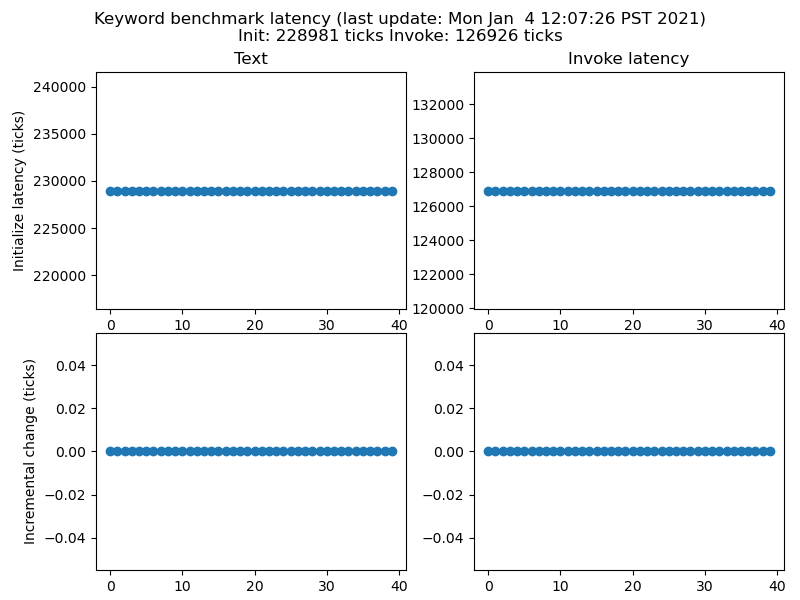 Keyword benchmark latency (last update: Mon Jan  4 12:07:26 PST 2021)
Init: 228981 ticks Invoke: 126926 ticks
Text
Invoke latency
Initialize latency (ticks)
240000
235000
230000
225000
220000
0 10 20 30 40
132000
130000
128000
126000
124000
122000
120000
0 10 20 30 40
Incremental change (ticks)
0.04
0.02
0.00
−0.02
−0.04
0 10 20 30 40
0.04
0.02
0.00
−0.02
−0.04
0 10 20 30 40